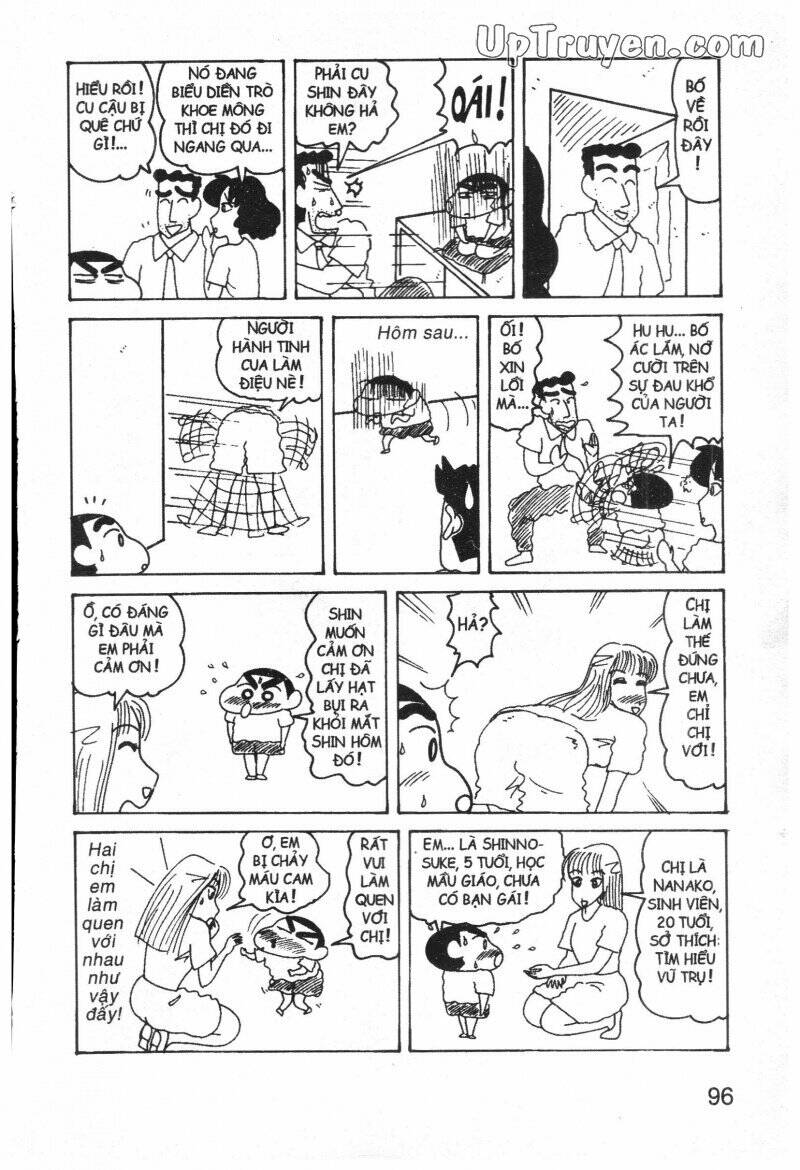 UpTruyen.com
BỐ
VỀ
RỒI
ĐÂY
!
QÁI!
PHẢI CU
SHIN ĐÂY
KHÔNG HẢ
EM?
NÓ ĐANG
BIỂU DIỄN TRÒ
KHOE MÔNG
THÌ CHỊ ĐÓ ĐI
NGANG QUA...
HIỂU RỒI!
CU CẬU BỊ
QUÊ CHỨ
GÌ!...
HU HU... BỐ
ÁC LẮM, NỠ
CƯỜI TRÊN
SỰ ĐAU KHỔ
CỦA NGƯỜI
TA!
ỐI!
BỐ
XIN
LỖI
MÀ...
Hôm sau...
NGƯỜI
HÀNH TINH
CUA LÀM
ĐIỆU NÈ!
CHỊ
LÀM
THẾ
ĐÚNG
CHƯA,
EM
CHỈ
CHỊ
VỚI!
HẢ?
SHIN
MUỐN
CẢM ƠN
CHỊ ĐÃ
LẤY HẠT
BỤI RA
KHỎI MẮT
SHIN HÔM
ĐÓ!
Ồ, CÓ ĐÁNG
GÌ ĐÂU MÀ
EM PHẢI
CẢM ƠN!
CHỊ LÀ
NANAKO,
SINH VIÊN,
20 TUỔI,
SỞ THÍCH:
TÌM HIỂU
VŨ TRỤ!
EM... LÀ SHINNO-
SUKE, 5 TUỔI, HỌC
MẪU GIÁO, CHƯA
CÓ BẠN GÁI!
RẤT
VUI
LÀM
QUEN
VỚI
CHỊ!
Ơ, EM
BỊ CHẢY
MÁU CAM
KÌA!
Hai
chị
em
làm
quen
với
nhau
như
vậy
đấy!
96